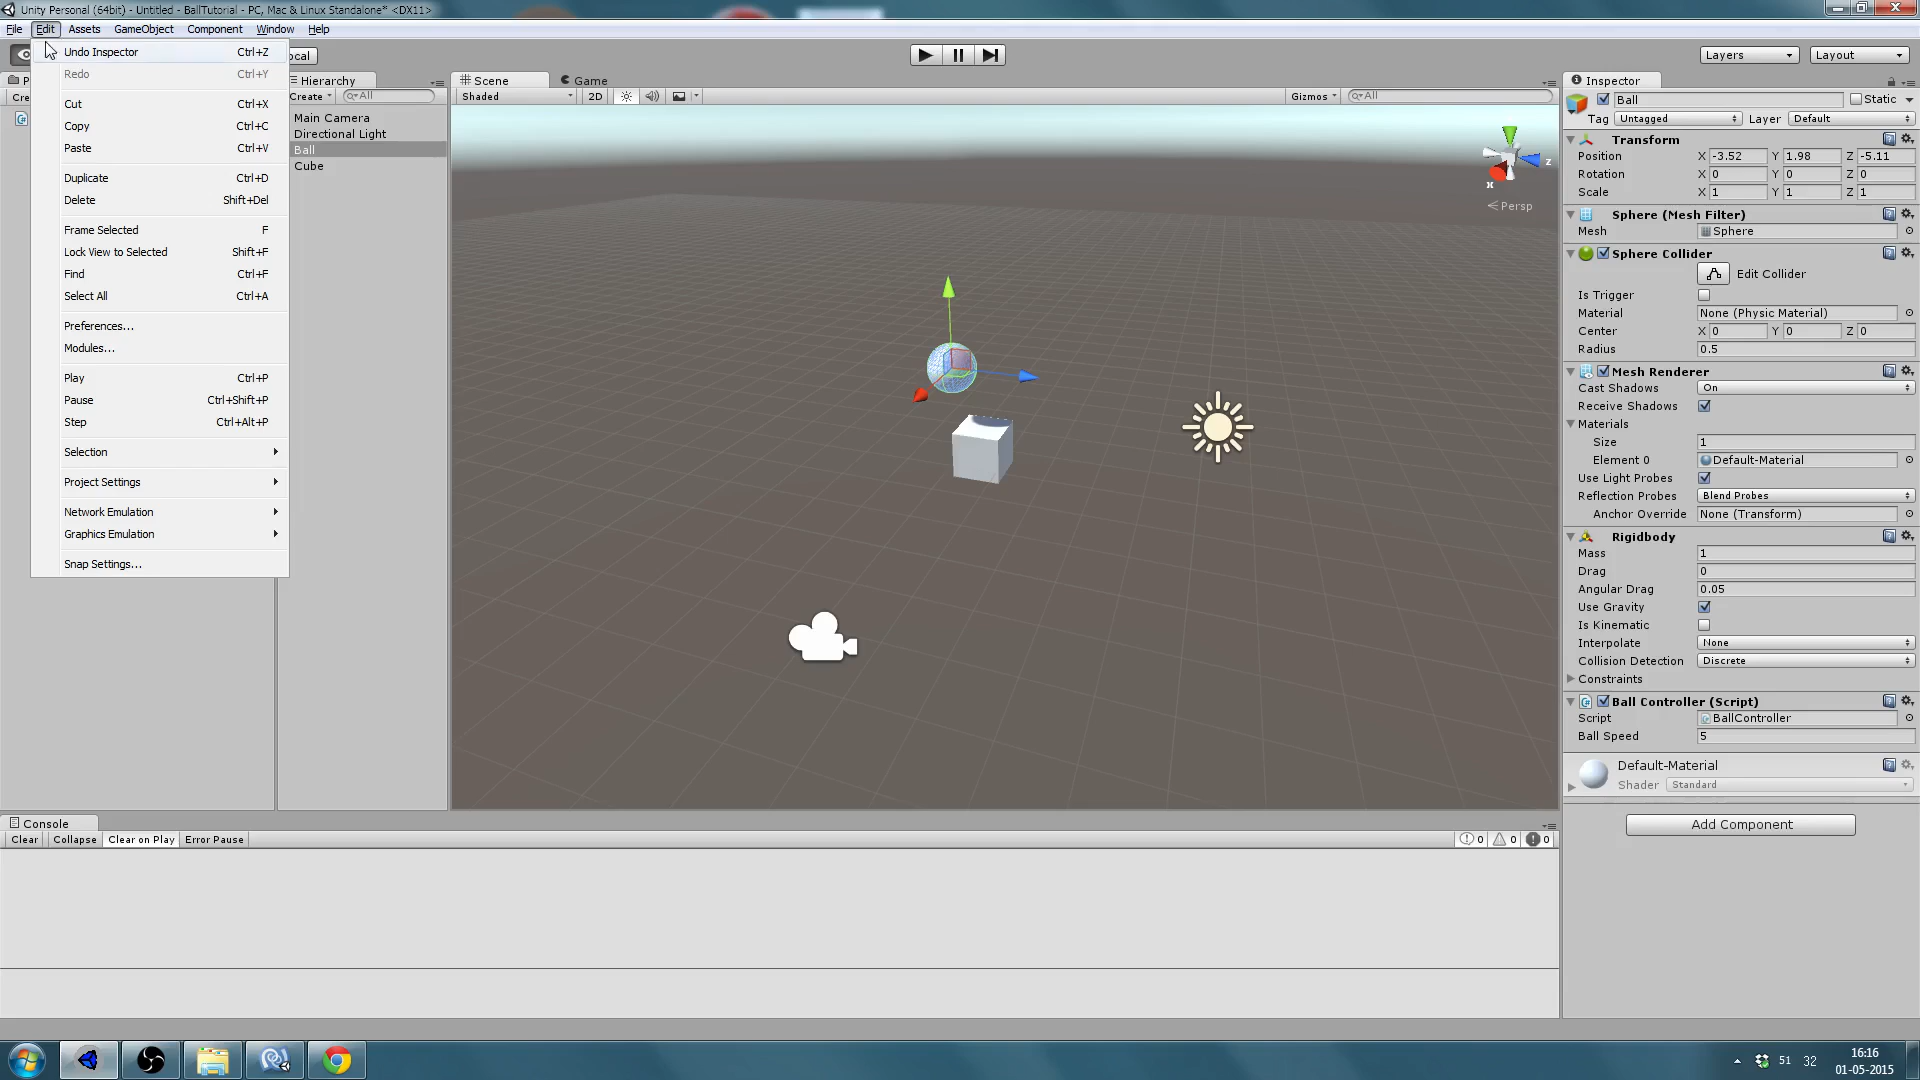 Unity Personal (64bit) - Untitled - BallTutorial - PC, Mac & Linux Standalone* <DX11>
File Edit Assets GameObject Component Window Help
Undo Inspector Ctrl+Z
Redo Ctrl+Y
Cut Ctrl+X
Copy Ctrl+C
Paste Ctrl+V
Duplicate Ctrl+D
Delete Shift+Del
Frame Selected F
Lock View to Selected Shift+F
Find Ctrl+F
Select All Ctrl+A
Preferences...
Modules...
Play Ctrl+P
Pause Ctrl+Shift+P
Step Ctrl+Alt+P
Selection
Project Settings
Network Emulation
Graphics Emulation
Snap Settings...
ocal
P
Cre
Hierarchy
Create All
Main Camera
Directional Light
Ball
Cube
Scene Game
Shaded 2D Gizmos All
z
x
Persp
Layers Layout
Inspector
Ball Static
Tag Untagged Layer Default
Transform
Position X -3.52 Y 1.98 Z -5.11
Rotation X 0 Y 0 Z 0
Scale X 1 Y 1 Z 1
Sphere (Mesh Filter)
Mesh Sphere
Sphere Collider
Edit Collider
Is Trigger
Material None (Physic Material)
Center X 0 Y 0 Z 0
Radius 0.5
Mesh Renderer
Cast Shadows On
Receive Shadows
Materials
Size 1
Element 0 Default-Material
Use Light Probes
Reflection Probes Blend Probes
Anchor Override None (Transform)
Rigidbody
Mass 1
Drag 0
Angular Drag 0.05
Use Gravity
Is Kinematic
Interpolate None
Collision Detection Discrete
Constraints
Ball Controller (Script)
Script BallController
Ball Speed 5
Default-Material
Shader Standard
Add Component
Console
Clear Collapse Clear on Play Error Pause 0 0 0
51 32 16:16
01-05-2015